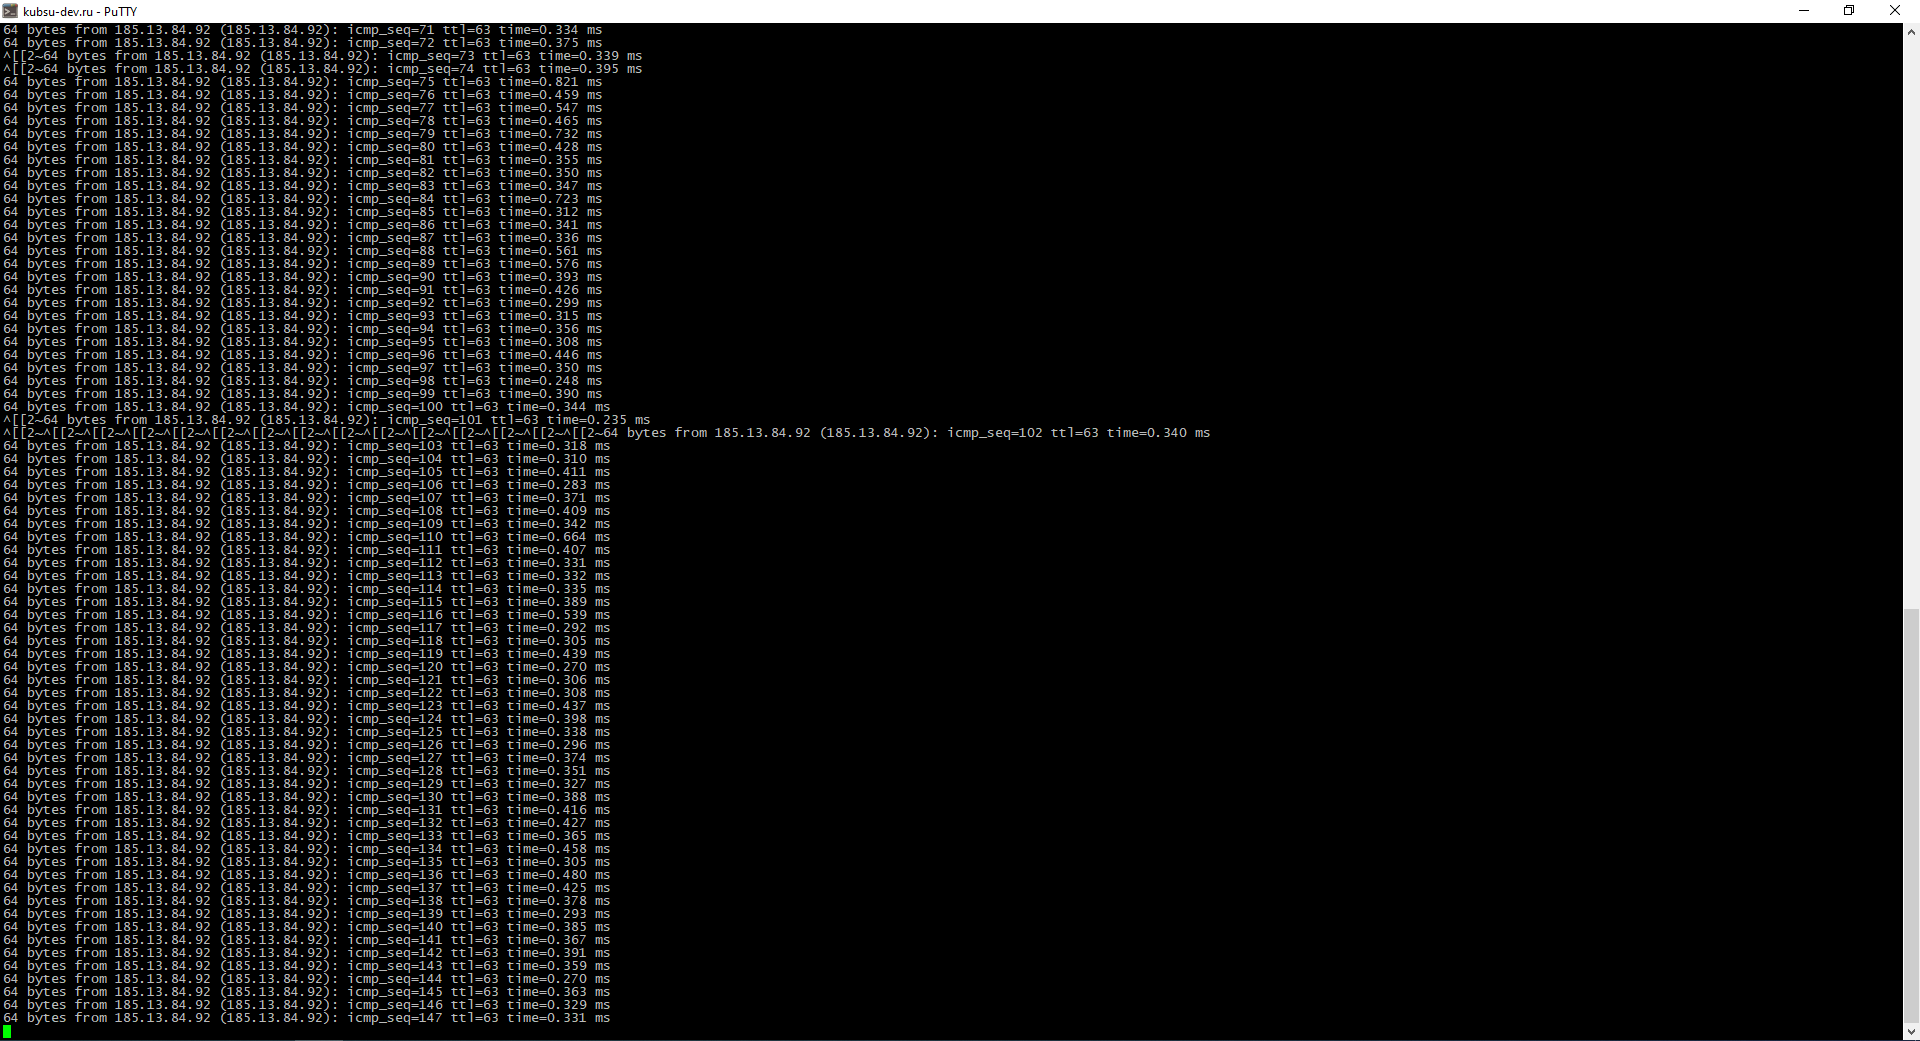 kubsu-dev.ru - PuTTY
64 bytes from 185.13.84.92 (185.13.84.92): icmp_seq=71 ttl=63 time=0.334 ms
64 bytes from 185.13.84.92 (185.13.84.92): icmp_seq=72 ttl=63 time=0.375 ms
^[[2~64 bytes from 185.13.84.92 (185.13.84.92): icmp_seq=73 ttl=63 time=0.339 ms
^[[2~64 bytes from 185.13.84.92 (185.13.84.92): icmp_seq=74 ttl=63 time=0.395 ms
64 bytes from 185.13.84.92 (185.13.84.92): icmp_seq=75 ttl=63 time=0.821 ms
64 bytes from 185.13.84.92 (185.13.84.92): icmp_seq=76 ttl=63 time=0.459 ms
64 bytes from 185.13.84.92 (185.13.84.92): icmp_seq=77 ttl=63 time=0.547 ms
64 bytes from 185.13.84.92 (185.13.84.92): icmp_seq=78 ttl=63 time=0.465 ms
64 bytes from 185.13.84.92 (185.13.84.92): icmp_seq=79 ttl=63 time=0.732 ms
64 bytes from 185.13.84.92 (185.13.84.92): icmp_seq=80 ttl=63 time=0.428 ms
64 bytes from 185.13.84.92 (185.13.84.92): icmp_seq=81 ttl=63 time=0.355 ms
64 bytes from 185.13.84.92 (185.13.84.92): icmp_seq=82 ttl=63 time=0.350 ms
64 bytes from 185.13.84.92 (185.13.84.92): icmp_seq=83 ttl=63 time=0.347 ms
64 bytes from 185.13.84.92 (185.13.84.92): icmp_seq=84 ttl=63 time=0.723 ms
64 bytes from 185.13.84.92 (185.13.84.92): icmp_seq=85 ttl=63 time=0.312 ms
64 bytes from 185.13.84.92 (185.13.84.92): icmp_seq=86 ttl=63 time=0.341 ms
64 bytes from 185.13.84.92 (185.13.84.92): icmp_seq=87 ttl=63 time=0.336 ms
64 bytes from 185.13.84.92 (185.13.84.92): icmp_seq=88 ttl=63 time=0.561 ms
64 bytes from 185.13.84.92 (185.13.84.92): icmp_seq=89 ttl=63 time=0.576 ms
64 bytes from 185.13.84.92 (185.13.84.92): icmp_seq=90 ttl=63 time=0.393 ms
64 bytes from 185.13.84.92 (185.13.84.92): icmp_seq=91 ttl=63 time=0.426 ms
64 bytes from 185.13.84.92 (185.13.84.92): icmp_seq=92 ttl=63 time=0.299 ms
64 bytes from 185.13.84.92 (185.13.84.92): icmp_seq=93 ttl=63 time=0.315 ms
64 bytes from 185.13.84.92 (185.13.84.92): icmp_seq=94 ttl=63 time=0.356 ms
64 bytes from 185.13.84.92 (185.13.84.92): icmp_seq=95 ttl=63 time=0.308 ms
64 bytes from 185.13.84.92 (185.13.84.92): icmp_seq=96 ttl=63 time=0.446 ms
64 bytes from 185.13.84.92 (185.13.84.92): icmp_seq=97 ttl=63 time=0.350 ms
64 bytes from 185.13.84.92 (185.13.84.92): icmp_seq=98 ttl=63 time=0.248 ms
64 bytes from 185.13.84.92 (185.13.84.92): icmp_seq=99 ttl=63 time=0.390 ms
64 bytes from 185.13.84.92 (185.13.84.92): icmp_seq=100 ttl=63 time=0.344 ms
^[[2~64 bytes from 185.13.84.92 (185.13.84.92): icmp_seq=101 ttl=63 time=0.235 ms
^[[2~^[[2~^[[2~^[[2~^[[2~^[[2~^[[2~^[[2~^[[2~^[[2~^[[2~^[[2~^[[2~^[[2~^[[2~64 bytes from 185.13.84.92 (185.13.84.92): icmp_seq=102 ttl=63 time=0.340 ms
64 bytes from 185.13.84.92 (185.13.84.92): icmp_seq=103 ttl=63 time=0.318 ms
64 bytes from 185.13.84.92 (185.13.84.92): icmp_seq=104 ttl=63 time=0.310 ms
64 bytes from 185.13.84.92 (185.13.84.92): icmp_seq=105 ttl=63 time=0.411 ms
64 bytes from 185.13.84.92 (185.13.84.92): icmp_seq=106 ttl=63 time=0.283 ms
64 bytes from 185.13.84.92 (185.13.84.92): icmp_seq=107 ttl=63 time=0.371 ms
64 bytes from 185.13.84.92 (185.13.84.92): icmp_seq=108 ttl=63 time=0.409 ms
64 bytes from 185.13.84.92 (185.13.84.92): icmp_seq=109 ttl=63 time=0.342 ms
64 bytes from 185.13.84.92 (185.13.84.92): icmp_seq=110 ttl=63 time=0.664 ms
64 bytes from 185.13.84.92 (185.13.84.92): icmp_seq=111 ttl=63 time=0.407 ms
64 bytes from 185.13.84.92 (185.13.84.92): icmp_seq=112 ttl=63 time=0.331 ms
64 bytes from 185.13.84.92 (185.13.84.92): icmp_seq=113 ttl=63 time=0.332 ms
64 bytes from 185.13.84.92 (185.13.84.92): icmp_seq=114 ttl=63 time=0.335 ms
64 bytes from 185.13.84.92 (185.13.84.92): icmp_seq=115 ttl=63 time=0.389 ms
64 bytes from 185.13.84.92 (185.13.84.92): icmp_seq=116 ttl=63 time=0.539 ms
64 bytes from 185.13.84.92 (185.13.84.92): icmp_seq=117 ttl=63 time=0.292 ms
64 bytes from 185.13.84.92 (185.13.84.92): icmp_seq=118 ttl=63 time=0.305 ms
64 bytes from 185.13.84.92 (185.13.84.92): icmp_seq=119 ttl=63 time=0.439 ms
64 bytes from 185.13.84.92 (185.13.84.92): icmp_seq=120 ttl=63 time=0.270 ms
64 bytes from 185.13.84.92 (185.13.84.92): icmp_seq=121 ttl=63 time=0.306 ms
64 bytes from 185.13.84.92 (185.13.84.92): icmp_seq=122 ttl=63 time=0.308 ms
64 bytes from 185.13.84.92 (185.13.84.92): icmp_seq=123 ttl=63 time=0.437 ms
64 bytes from 185.13.84.92 (185.13.84.92): icmp_seq=124 ttl=63 time=0.398 ms
64 bytes from 185.13.84.92 (185.13.84.92): icmp_seq=125 ttl=63 time=0.338 ms
64 bytes from 185.13.84.92 (185.13.84.92): icmp_seq=126 ttl=63 time=0.296 ms
64 bytes from 185.13.84.92 (185.13.84.92): icmp_seq=127 ttl=63 time=0.374 ms
64 bytes from 185.13.84.92 (185.13.84.92): icmp_seq=128 ttl=63 time=0.351 ms
64 bytes from 185.13.84.92 (185.13.84.92): icmp_seq=129 ttl=63 time=0.327 ms
64 bytes from 185.13.84.92 (185.13.84.92): icmp_seq=130 ttl=63 time=0.388 ms
64 bytes from 185.13.84.92 (185.13.84.92): icmp_seq=131 ttl=63 time=0.416 ms
64 bytes from 185.13.84.92 (185.13.84.92): icmp_seq=132 ttl=63 time=0.427 ms
64 bytes from 185.13.84.92 (185.13.84.92): icmp_seq=133 ttl=63 time=0.365 ms
64 bytes from 185.13.84.92 (185.13.84.92): icmp_seq=134 ttl=63 time=0.458 ms
64 bytes from 185.13.84.92 (185.13.84.92): icmp_seq=135 ttl=63 time=0.305 ms
64 bytes from 185.13.84.92 (185.13.84.92): icmp_seq=136 ttl=63 time=0.480 ms
64 bytes from 185.13.84.92 (185.13.84.92): icmp_seq=137 ttl=63 time=0.425 ms
64 bytes from 185.13.84.92 (185.13.84.92): icmp_seq=138 ttl=63 time=0.378 ms
64 bytes from 185.13.84.92 (185.13.84.92): icmp_seq=139 ttl=63 time=0.293 ms
64 bytes from 185.13.84.92 (185.13.84.92): icmp_seq=140 ttl=63 time=0.385 ms
64 bytes from 185.13.84.92 (185.13.84.92): icmp_seq=141 ttl=63 time=0.367 ms
64 bytes from 185.13.84.92 (185.13.84.92): icmp_seq=142 ttl=63 time=0.391 ms
64 bytes from 185.13.84.92 (185.13.84.92): icmp_seq=143 ttl=63 time=0.359 ms
64 bytes from 185.13.84.92 (185.13.84.92): icmp_seq=144 ttl=63 time=0.270 ms
64 bytes from 185.13.84.92 (185.13.84.92): icmp_seq=145 ttl=63 time=0.363 ms
64 bytes from 185.13.84.92 (185.13.84.92): icmp_seq=146 ttl=63 time=0.329 ms
64 bytes from 185.13.84.92 (185.13.84.92): icmp_seq=147 ttl=63 time=0.331 ms